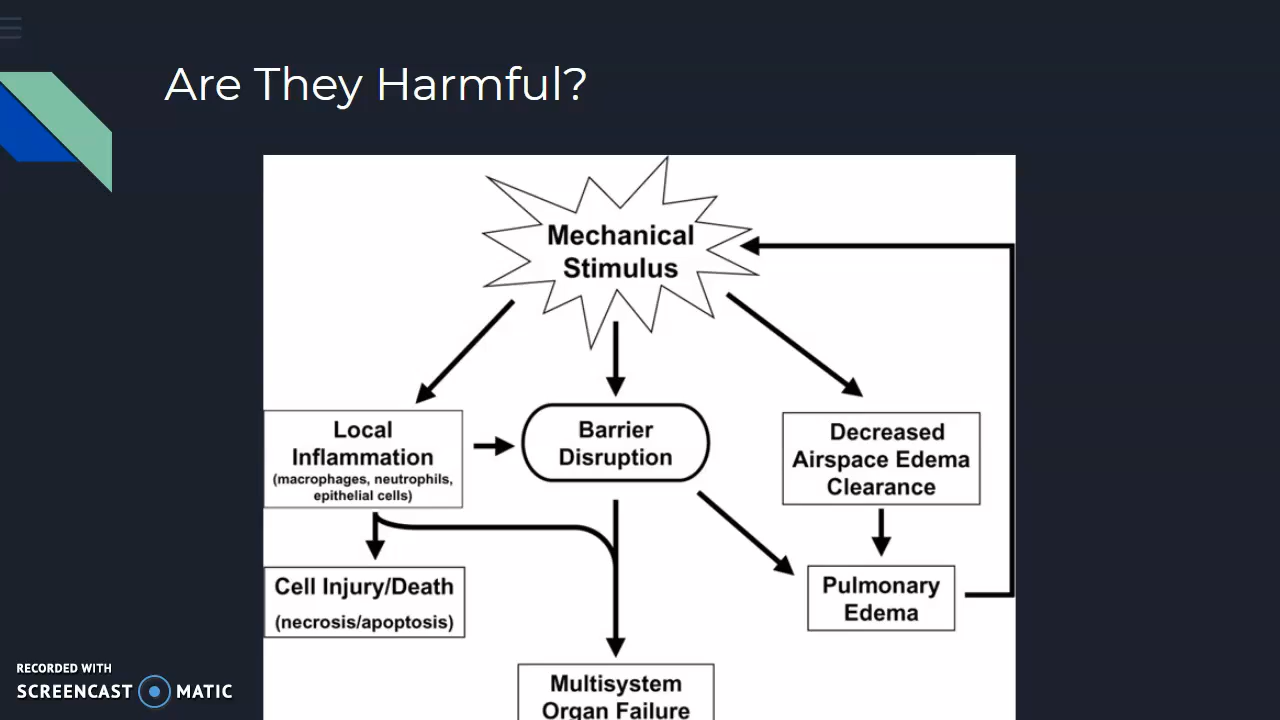 Are They Harmful?
Mechanical
Stimulus
Local
Inflammation
(macrophages, neutrophils,
epithelial cells)
Barrier
Disruption
Decreased
Airspace Edema
Clearance
Cell Injury/Death
(necrosis/apoptosis)
Pulmonary
Edema
Multisystem
Organ Failure
RECORDED WITH
SCREENCAST MATIC